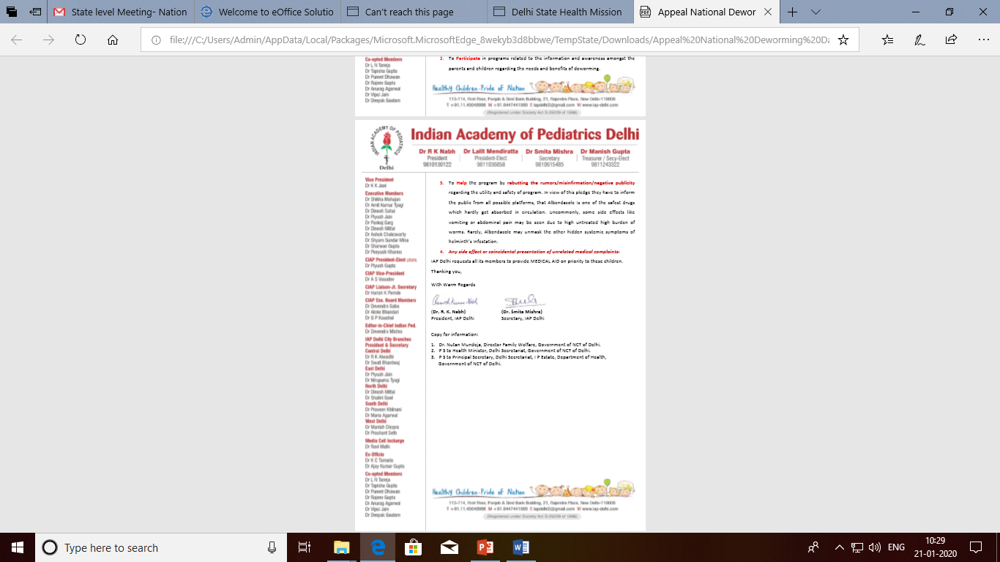 State level Meeting- Nation
Welcome to eOffice Solutio
Can't reach this page
Delhi State Health Mission
Appeal National Dewor
file:///C:/Users/Admin/AppData/Local/Packages/Microsoft.MicrosoftEdge_8wekyb3d8bbwe/TempState/Downloads/Appeal%20National%20Deworming%20Da
Co-opted Members
Dr L N Taneja
Dr Tapisha Gupta
Dr Puneet Dhawan
Dr Rajeev Gupta
Dr Anurag Agarwal
Dr Vipul Jain
Dr Deepak Gautam
2. To Participate in programs related to the information and awareness amongst the
parents and children regarding the needs and benefits of deworming.
Healthy Children-Pride of Nation
113-114, First Floor, Punjab & Sind Bank Building, 21, Rajendra Place, New Delhi-110008
T +91.11.45048966 M +91.8447441560 E iapdelhi2@gmail.com W www.iap-delhi.com
INDIAN ACADEMY OF PEDIATRICS
Delhi
Indian Academy of Pediatrics Delhi
Dr R K Nabh
President
9810130122
Dr Lalit Mendiratta
President-Elect
9811036858
Dr Smita Mishra
Secretary
9810615485
Dr Manish Gupta
Treasurer / Secy-Elect
9811243322
Vice President
Dr K K Jani
Executive Members
Dr Shikha Mahajan
Dr Amit Kumar Tyagi
Dr Dinesh Sahai
Dr Piyush Jain
Dr Pankaj Garg
Dr Dinesh Mittal
Dr Ashok Chakravarty
Dr Shyam Sundar Mina
Dr Sharwan Gupta
Dr Peeyush Khanna
CIAP President-Elect (2020)
Dr Piyush Gupta
CIAP Vice-President
Dr A S Vasudev
CIAP Liaison-Jt. Secretary
Dr Harish K Pemde
CIAP Exe. Board Members
Dr Devendra Gaba
Dr Aloke Bhandari
Dr G P Kaushal
Editor-in-Chief Indian Ped.
Dr Devendra Mishra
IAP Delhi City Branches
President & Secretary
Central Delhi
Dr R K Alwadhi
Dr Swati Bhardwaj
East Delhi
Dr Piyush Jain
Dr Nirupama Tyagi
North Delhi
Dr Dinesh Mittal
Dr Shalini Goel
South Delhi
Dr Praveen Khilnani
Dr Manu Agarwal
West Delhi
Dr Manish Chopra
Dr Prashant Seth
Media Cell Incharge
Dr Ravi Malik
Ex-Officio
Dr K C Tamaria
Dr Ajay Kumar Gupta
Co-opted Members
Dr L N Taneja
Dr Tapisha Gupta
Dr Puneet Dhawan
Dr Rajeev Gupta
Dr Anurag Agarwal
Dr Vipul Jain
Dr Deepak Gautam
3. To Help the program by rebutting the rumors/misinfirmation/negative publicity
regarding the utility and safety of program. In view of this pledge they have to inform
the public from all possible platforms, that Albendazole is one of the safest drugs
which hardly get absorbed in circulation. Uncommonly, some side effects like
vomiting or abdominal pain may be seen due to high untreated high burden of
worms. Rarely, Albendazole may unmask the other hidden systemic symptoms of
helminth's infestation.
4. Any side effect or coincidental presentation of unrelated medical complaints:
IAP Delhi requests all its members to provide MEDICAL AID on priority to these children.
Thanking you,
With Warm Regards
(Dr. R. K. Nabh)
President, IAP Delhi
(Dr. Smita Mishra)
Secretary, IAP Delhi
Copy for information:
1. Dr. Nutan Mundeja, Director Family Welfare, Government of NCT of Delhi.
2. P S to Health Minister, Delhi Secretariat, Government of NCT of Delhi.
3. P S to Principal Secretary, Delhi Secretariat, I P Estate, Department of Health,
Government of NCT of Delhi.
Healthy Children-Pride of Nation
113-114, First Floor, Punjab & Sind Bank Building, 21, Rajendra Place, New Delhi-110008
T +91.11.45048966 M +91.8447441560 E iapdelhi2@gmail.com W www.iap-delhi.com
Type here to search
ENG
10:29
21-01-2020